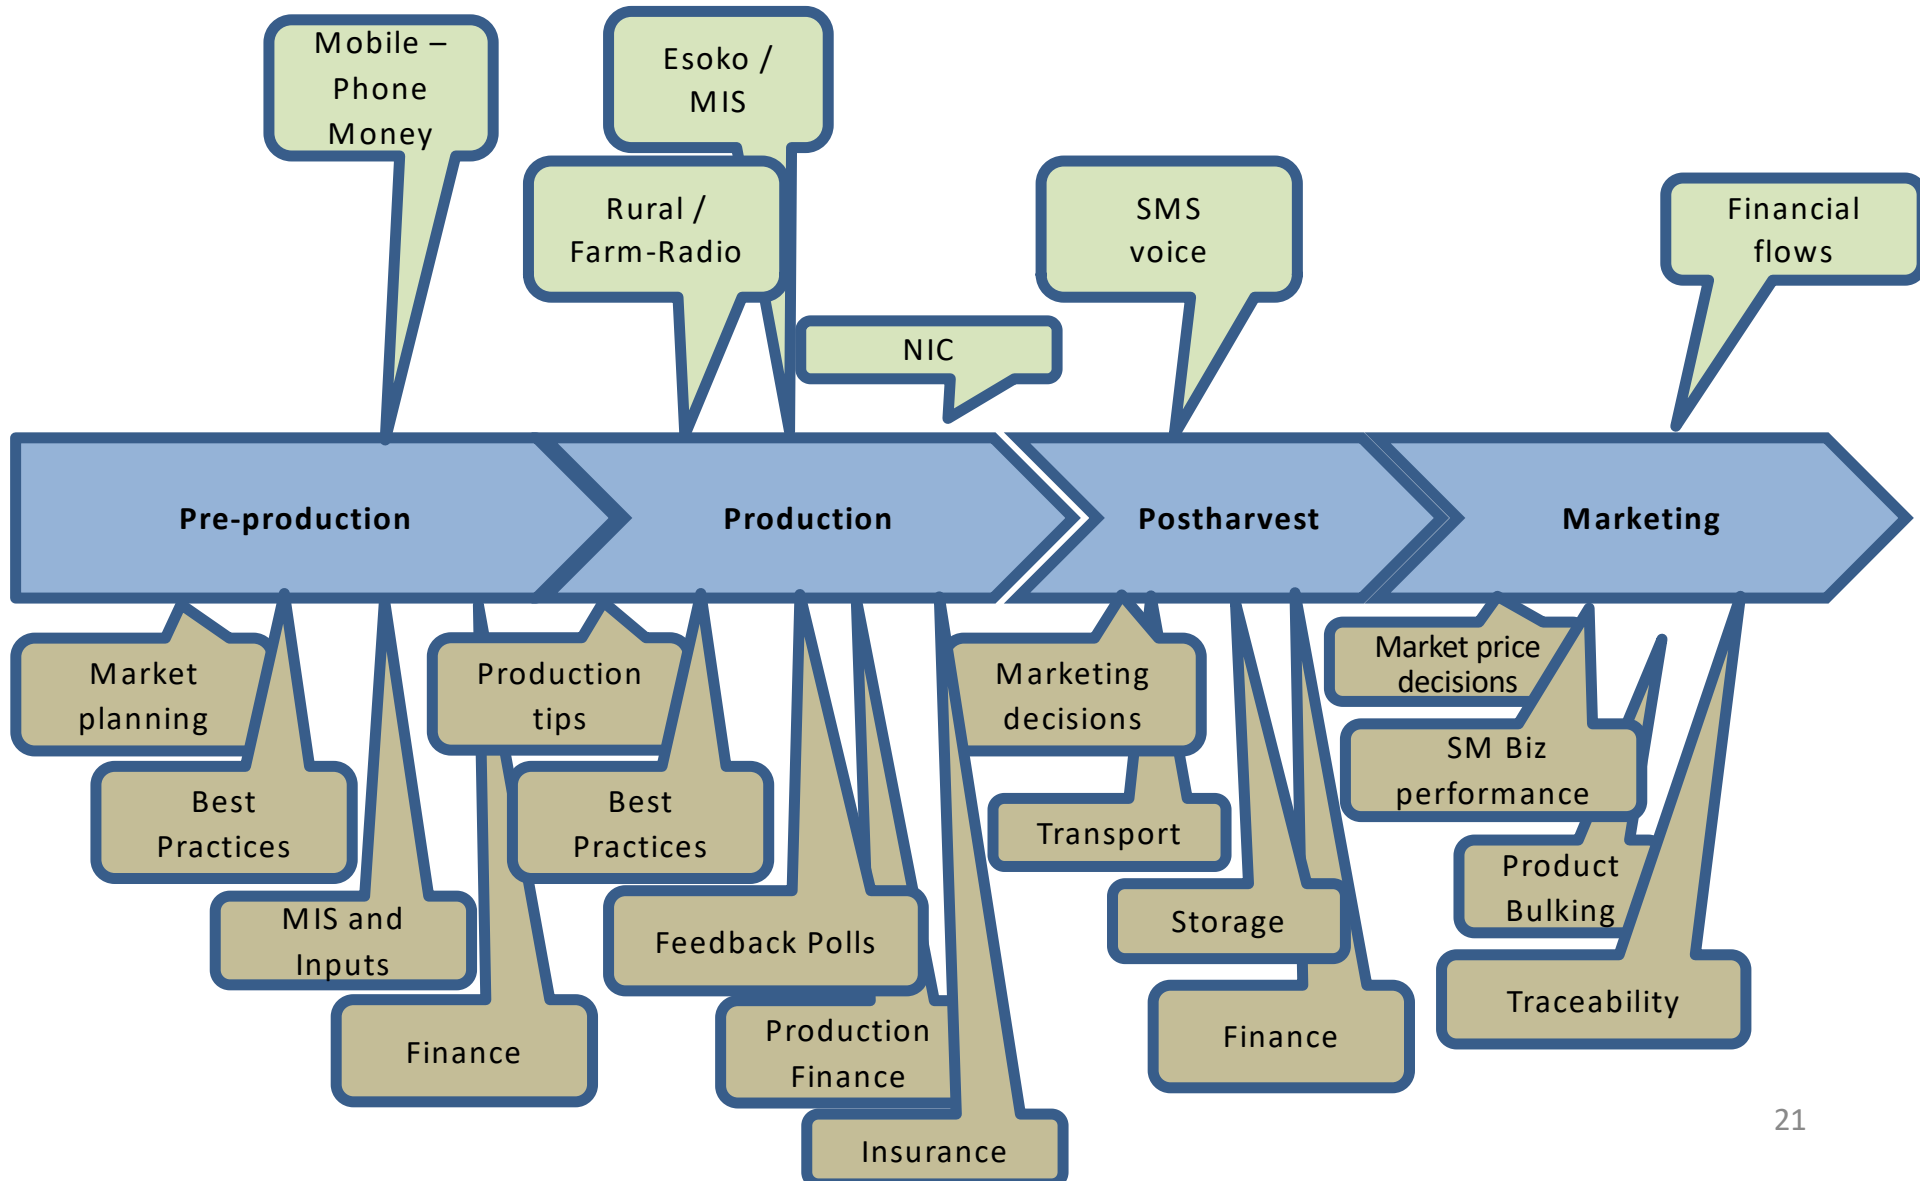 Mobile –
Phone
Money
Esoko /
MIS
Rural /
Farm-Radio
NIC
SMS
voice
Financial
flows
Pre-production
Production
Postharvest
Marketing
Market
planning
Best
Practices
MIS and
Inputs
Finance
Production
tips
Best
Practices
Feedback Polls
Production
Finance
Insurance
Marketing
decisions
Transport
Storage
Finance
Market price
decisions
SM Biz
performance
Product
Bulking
Traceability
21